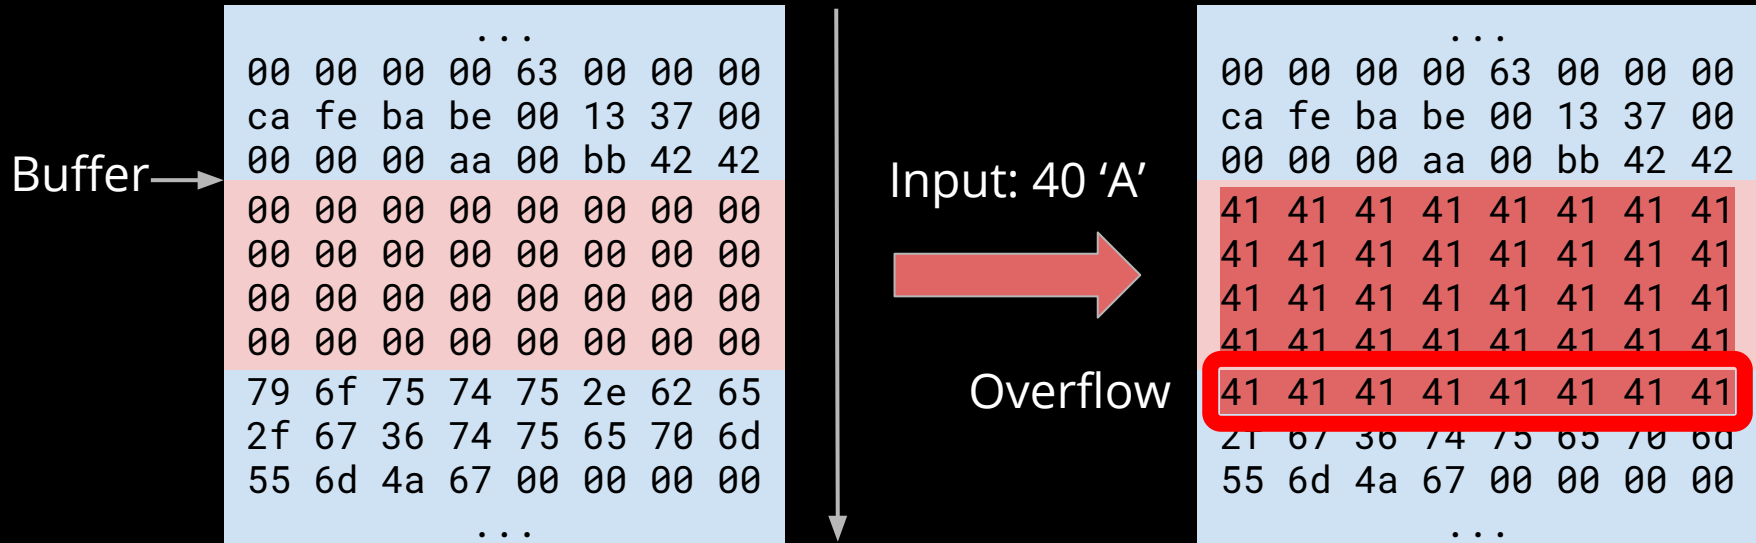 ...
00 00 00 00 63 00 00 00
ca fe ba be 00 13 37 00
00 00 00 aa 00 bb 42 42
Buffer
00 00 00 00 00 00 00 00
00 00 00 00 00 00 00 00
00 00 00 00 00 00 00 00
00 00 00 00 00 00 00 00
79 6f 75 74 75 2e 62 65
2f 67 36 74 75 65 70 6d
55 6d 4a 67 00 00 00 00
...
Input: 40 ‘A’
Overflow
...
00 00 00 00 63 00 00 00
ca fe ba be 00 13 37 00
00 00 00 aa 00 bb 42 42
41 41 41 41 41 41 41 41
41 41 41 41 41 41 41 41
41 41 41 41 41 41 41 41
41 41 41 41 41 41 41 41
41 41 41 41 41 41 41 41
2f 67 36 74 75 65 70 6d
55 6d 4a 67 00 00 00 00
...